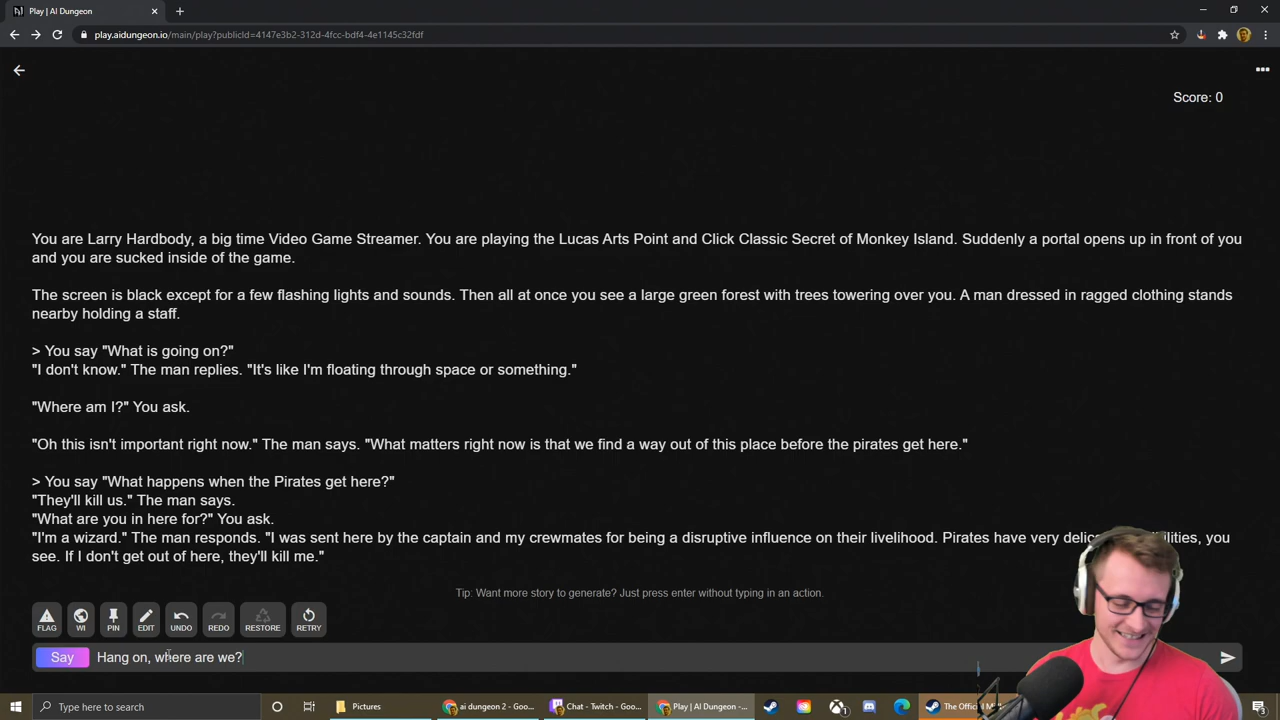 Play | AI Dungeon
play.aidungeon.io/main/play?publicId=4147e3b2-312d-4fcc-bdf4-4e1145c32fdf
Score: 0
You are Larry Hardbody, a big time Video Game Streamer. You are playing the Lucas Arts Point and Click Classic Secret of Monkey Island. Suddenly a portal opens up in front of you
and you are sucked inside of the game.
The screen is black except for a few flashing lights and sounds. Then all at once you see a large green forest with trees towering over you. A man dressed in ragged clothing stands
nearby holding a staff.
> You say "What is going on?"
"I don't know." The man replies. "It's like I'm floating through space or something."
"Where am I?" You ask.
"Oh this isn't important right now." The man says. "What matters right now is that we find a way out of this place before the pirates get here."
> You say "What happens when the Pirates get here?"
"They'll kill us." The man says.
"What are you in here for?" You ask.
"I'm a wizard." The man responds. "I was sent here by the captain and my crewmates for being a disruptive influence on their livelihood. Pirates have very you
see. If I don't get out of here, they'll kill me."
Tip: Want more story to generate? Just press enter without typing in an action.
FLAG WI PIN EDIT UNDO REDO RESTORE RETRY
Say Hang on, where are we?
Type here to search Pictures ai dungeon 2 - Goo... Chat - Twitch - Goo... Play | AI Dungeon -... The Official